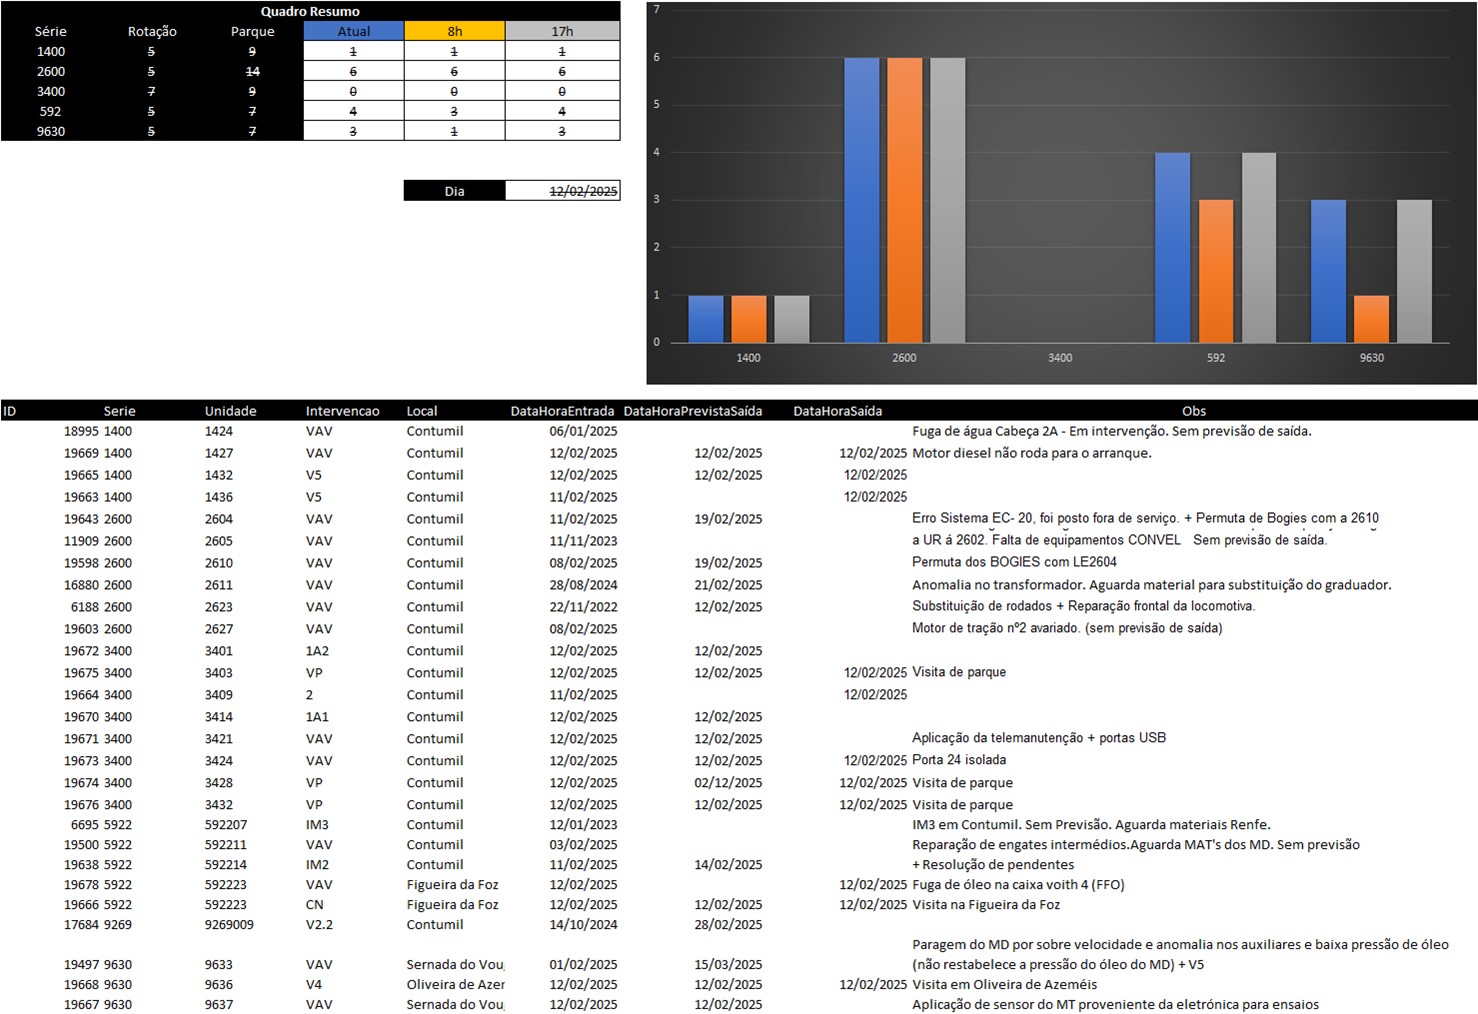 Quadro Resumo
Série Rotação Parque Atual 8h 17h
1400 5 9 1 1 1
2600 5 14 6 6 6
3400 7 9 0 0 0
592 5 7 4 3 4
9630 5 7 3 1 3
Dia 12/02/2025
7
6
5
4
3
2
1
0
1400 2600 3400 592 9630
ID Serie Unidade Intervencao Local DataHoraEntrada DataHoraPrevistaSaída DataHoraSaída Obs
18995 1400 1424 VAV Contumil 06/01/2025 Fuga de água Cabeça 2A - Em intervenção. Sem previsão de saída.
19669 1400 1427 VAV Contumil 12/02/2025 12/02/2025 12/02/2025 Motor diesel não roda para o arranque.
19665 1400 1432 V5 Contumil 12/02/2025 12/02/2025 12/02/2025
19663 1400 1436 V5 Contumil 11/02/2025 12/02/2025
19643 2600 2604 VAV Contumil 11/02/2025 19/02/2025 Erro Sistema EC- 20, foi posto fora de serviço. + Permuta de Bogies com a 2610
11909 2600 2605 VAV Contumil 11/11/2023 a UR á 2602. Falta de equipamentos CONVEL Sem previsão de saída.
19598 2600 2610 VAV Contumil 08/02/2025 19/02/2025 Permuta dos BOGIES com LE2604
16880 2600 2611 VAV Contumil 28/08/2024 21/02/2025 Anomalia no transformador. Aguarda material para substituição do graduador.
6188 2600 2623 VAV Contumil 22/11/2022 12/02/2025 Substituição de rodados + Reparação frontal da locomotiva.
19603 2600 2627 VAV Contumil 08/02/2025 Motor de tração nº2 avariado. (sem previsão de saída)
19672 3400 3401 1A2 Contumil 12/02/2025 12/02/2025
19675 3400 3403 VP Contumil 12/02/2025 12/02/2025 12/02/2025 Visita de parque
19664 3400 3409 2 Contumil 11/02/2025 12/02/2025
19670 3400 3414 1A1 Contumil 12/02/2025 12/02/2025
19671 3400 3421 VAV Contumil 12/02/2025 12/02/2025 Aplicação da telemanutenção + portas USB
19673 3400 3424 VAV Contumil 12/02/2025 12/02/2025 12/02/2025 Porta 24 isolada
19674 3400 3428 VP Contumil 12/02/2025 02/12/2025 12/02/2025 Visita de parque
19676 3400 3432 VP Contumil 12/02/2025 12/02/2025 12/02/2025 Visita de parque
6695 5922 592207 IM3 Contumil 12/01/2023 IM3 em Contumil. Sem Previsão. Aguarda materiais Renfe.
19500 5922 592211 VAV Contumil 03/02/2025 Reparação de engates intermédios.Aguarda MAT's dos MD. Sem previsão
19638 5922 592214 IM2 Contumil 11/02/2025 14/02/2025 + Resolução de pendentes
19678 5922 592223 VAV Figueira da Foz 12/02/2025 12/02/2025 Fuga de óleo na caixa voith 4 (FFO)
19666 5922 592223 CN Figueira da Foz 12/02/2025 12/02/2025 12/02/2025 Visita na Figueira da Foz
17684 9269 9269009 V2.2 Contumil 14/10/2024 28/02/2025
Paragem do MD por sobre velocidade e anomalia nos auxiliares e baixa pressão de óleo
19497 9630 9633 VAV Sernada do Vou 01/02/2025 15/03/2025 (não restabelece a pressão do óleo do MD) + V5
19668 9630 9636 V4 Oliveira de Azer 12/02/2025 12/02/2025 12/02/2025 Visita em Oliveira de Azeméis
19667 9630 9637 VAV Sernada do Vou 12/02/2025 12/02/2025 Aplicação de sensor do MT proveniente da eletrónica para ensaios